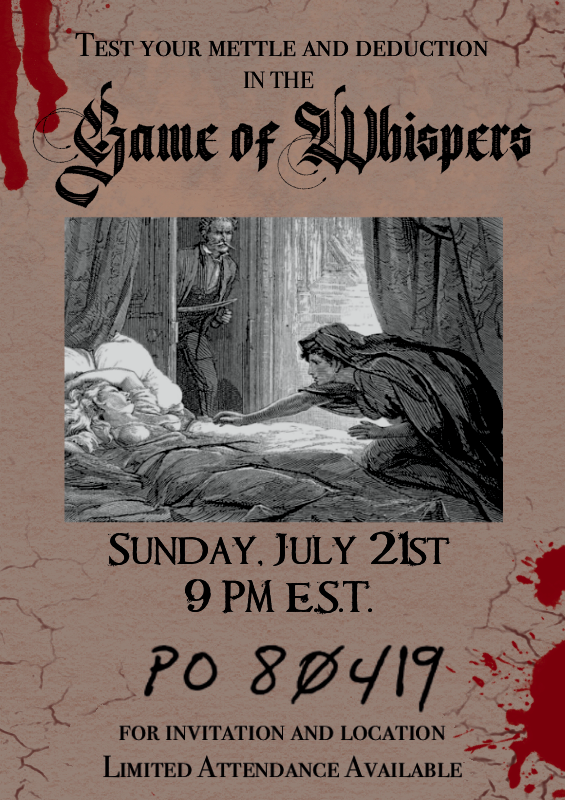 Test your mettle and deduction
in the
Game of Whispers
Sunday, July 21st
9 PM E.S.T.
PO 8Ø419
for invitation and location
Limited Attendance Available